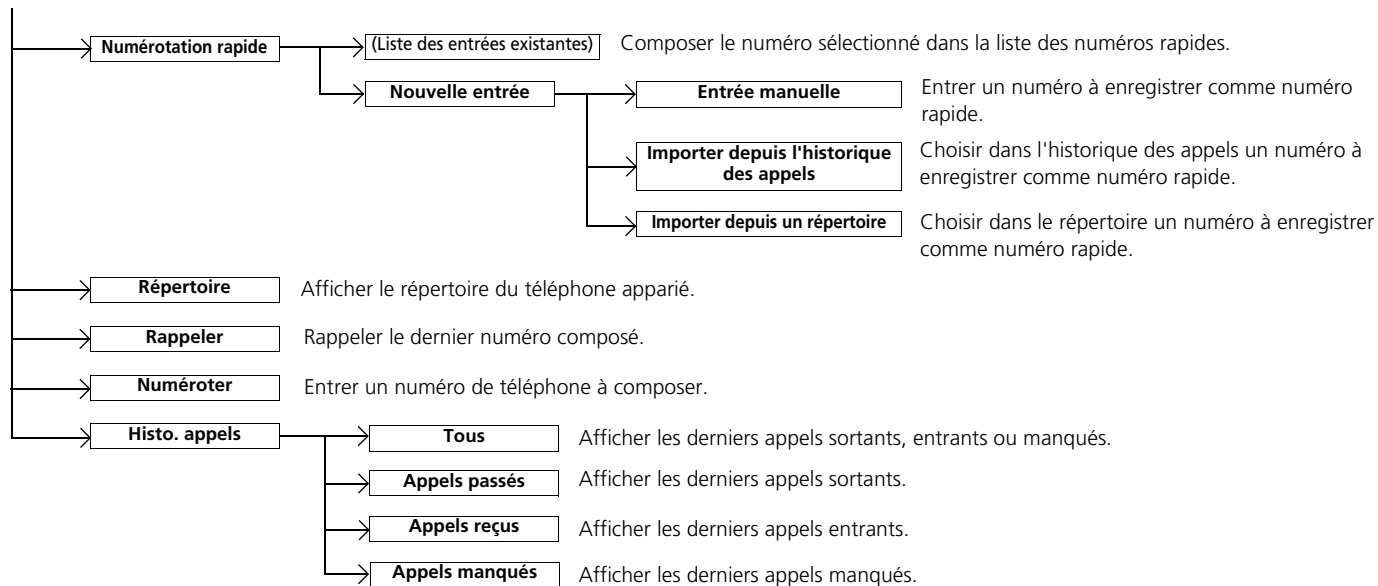 Numérotation rapide
(Liste des entrées existantes)
Composer le numéro sélectionné dans la liste des numéros rapides.
Nouvelle entrée
Entrée manuelle
Entrer un numéro à enregistrer comme numéro
rapide.
Importer depuis l'historique
des appels
Choisir dans l'historique des appels un numéro à
enregistrer comme numéro rapide.
Importer depuis un répertoire
Choisir dans le répertoire un numéro à enregistrer
comme numéro rapide.
Répertoire
Afficher le répertoire du téléphone apparié.
Rappeler
Rappeler le dernier numéro composé.
Numéroter
Entrer un numéro de téléphone à composer.
Histo. appels
Tous
Afficher les derniers appels sortants, entrants ou manqués.
Appels passés
Afficher les derniers appels sortants.
Appels reçus
Afficher les derniers appels entrants.
Appels manqués
Afficher les derniers appels manqués.